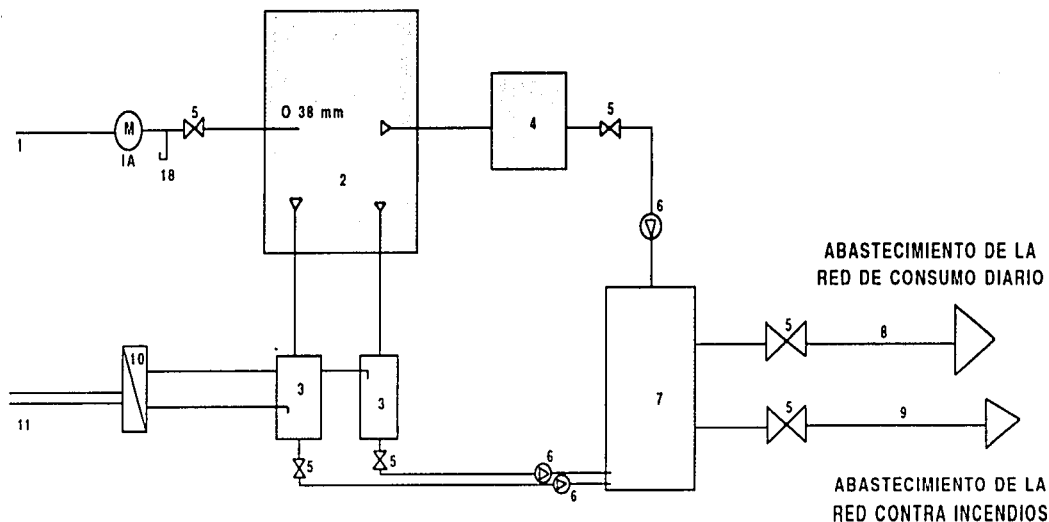 5
O 38 mm
4
5
M
1
1A
18
2
6
ABASTECIMIENTO DE LA
RED DE CONSUMO DIARIO
5
8
10
3
3
7
5
9
11
5
5
6
6
ABASTECIMIENTO DE LA
RED CONTRA INCENDIOS